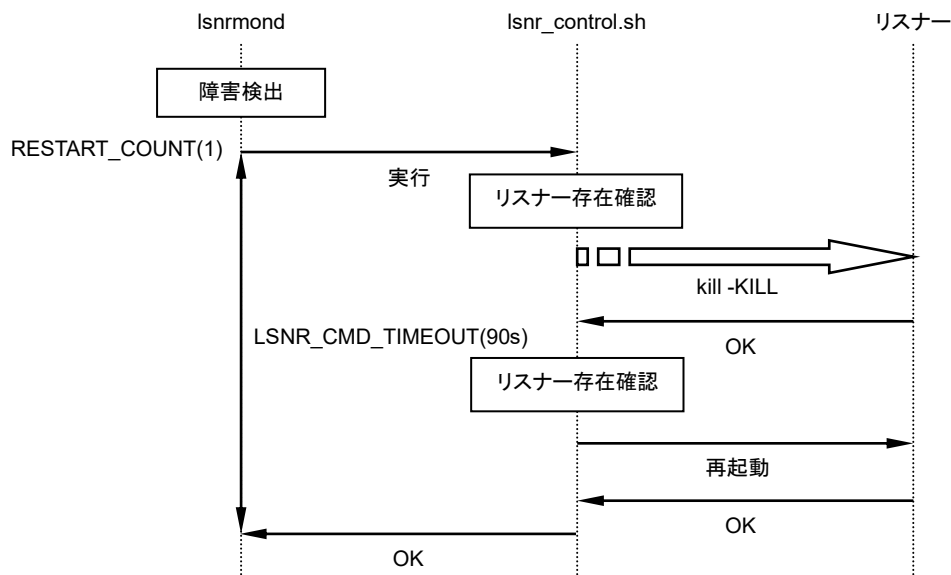 lsnrmond
lsnr_control.sh
リスナー
障害検出
RESTART_COUNT(1)
実行
リスナー存在確認
kill -KILL
OK
LSNR_CMD_TIMEOUT(90s)
リスナー存在確認
再起動
OK
OK